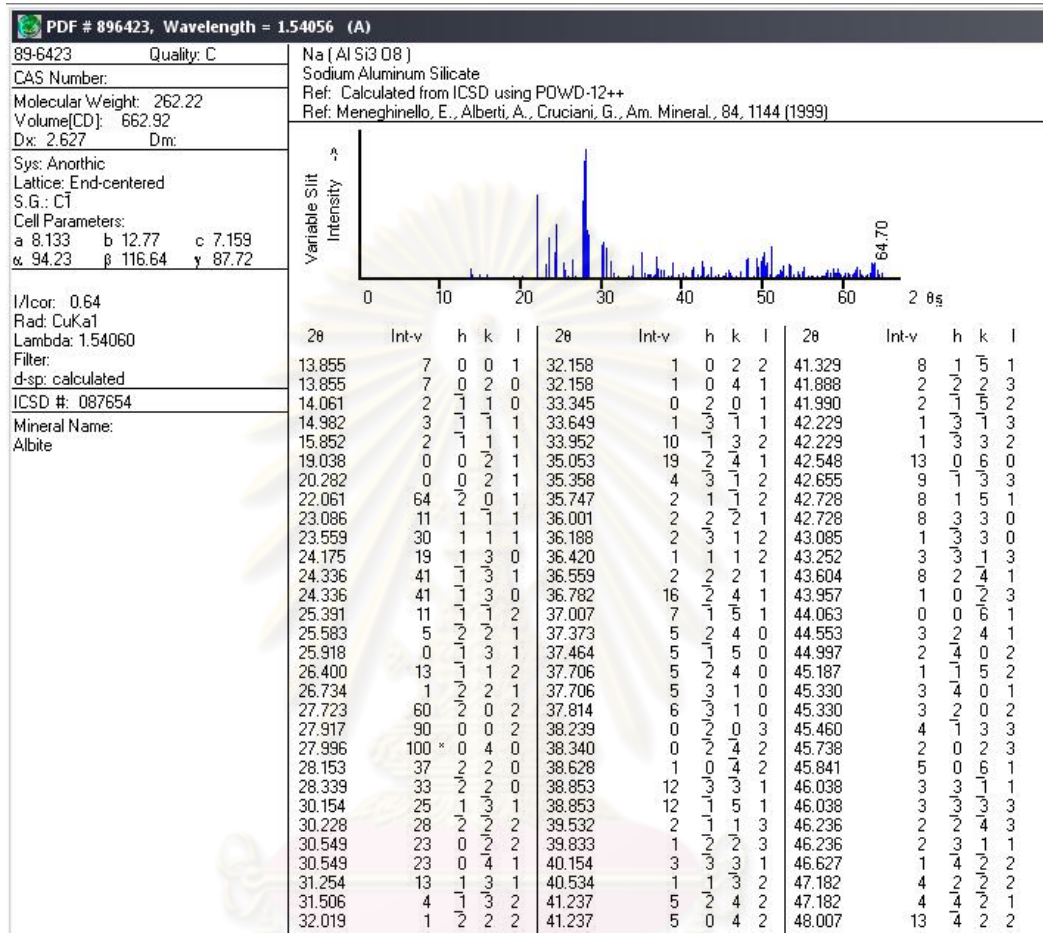 PDF # 896423, Wavelength = 1.54056 (A)
89-6423 Quality: C
CAS Number:
Molecular Weight: 262.22
Volume[CD]: 662.92
Dx: 2.627 Dm:
Sys: Anorthic
Lattice: End-centered
S.G.: C1̅
Cell Parameters:
a 8.133 b 12.77 c 7.159
α 94.23 β 116.64 γ 87.72
I/Icor: 0.64
Rad: CuKa1
Lambda: 1.54060
Filter:
d-sp: calculated
ICSD #: 087654
Mineral Name:
Albite
Na ( Al Si3 O8 )
Sodium Aluminum Silicate
Ref: Calculated from ICSD using POWD-12++
Ref: Meneghinello, E., Alberti, A., Cruciani, G., Am. Mineral., 84, 1144 (1999)
Variable Slit
Intensity ->
64.70
0 10 20 30 40 50 60 2 θs
2θ Int-v h k l 2θ Int-v h k l 2θ Int-v h k l
13.855 7 0 0 1 32.158 1 0 2 2 41.329 8 1 5̅ 1
13.855 7 0 2 0 32.158 1 0 4 1 41.888 2 2̅ 2̅ 3
14.061 2 1̅ 1 0 33.345 0 2 0 1 41.990 2 1̅ 5 2
14.982 3 1̅ 1 1 33.649 1 3̅ 1 1 42.229 1 3̅ 1 3
15.852 2 1̅ 1̅ 1 33.952 10 1̅ 3̅ 2 42.229 1 3̅ 3 2
19.038 0 0 2̅ 1 35.053 19 2̅ 4 1 42.548 13 0 6 0
20.282 0 0 2 1 35.358 4 3̅ 1̅ 2 42.655 9 1̅ 3̅ 3
22.061 64 2̅ 0 1 35.747 2 1 1̅ 2 42.728 8 1 5 1
23.086 11 1 1̅ 1 36.001 2 2 2̅ 1 42.728 8 3̅ 3 0
23.559 30 1 1 1 36.188 2 3̅ 1 2 43.085 1 3̅ 3̅ 0
24.175 19 1̅ 3 0 36.420 1 1 1 2 43.252 3 3̅ 1̅ 3
24.336 41 1̅ 3 1 36.559 2 2 2 1 43.604 8 2 4̅ 1
24.336 41 1 3 0 36.782 16 2̅ 4̅ 1 43.957 1 0 2 3
25.391 11 1̅ 1̅ 2 37.007 7 1̅ 5 1 44.063 0 0 6̅ 1
25.583 5 2̅ 2 1 37.373 5 2̅ 4 0 44.553 3 2 4 1
25.918 0 1̅ 3̅ 1 37.464 5 1̅ 5 0 44.997 2 4̅ 0 2
26.400 13 1̅ 1 2 37.706 5 2 4 0 45.187 1 1̅ 5̅ 2
26.734 1 2̅ 2̅ 1 37.706 5 3̅ 1 0 45.330 3 4̅ 0 1
27.723 60 2̅ 0 2 37.814 6 3 1 0 45.330 3 2 0 2
27.917 90 0 0 2 38.239 0 2̅ 0 3 45.460 4 1̅ 3 3
27.996 100 * 0 4 0 38.340 0 2̅ 4̅ 2 45.738 2 0 2 3
28.153 37 2̅ 2 0 38.628 1 0 4̅ 2 45.841 5 0 6 1
28.339 33 2 2 0 38.853 12 3̅ 3 1 46.038 3 3 1̅ 1
30.154 25 1 3̅ 1 38.853 12 1̅ 5̅ 1 46.038 3 3̅ 3̅ 3
30.228 28 2̅ 2̅ 2 39.532 2 1̅ 1̅ 3 46.236 2 2̅ 4 3
30.549 23 0 2̅ 2 39.833 1 2̅ 2̅ 3 46.236 2 3 1 1
30.549 23 0 4̅ 1 40.154 3 3̅ 3̅ 1 46.627 1 4̅ 2̅ 2
31.254 13 1 3 1 40.534 1 1 3̅ 2 47.182 4 2 2̅ 2
31.506 4 1̅ 3 2 41.237 5 2̅ 4 2 47.182 4 4̅ 2 1
32.019 1 2̅ 2 2 41.237 5 0 4 2 48.007 13 4̅ 2 2